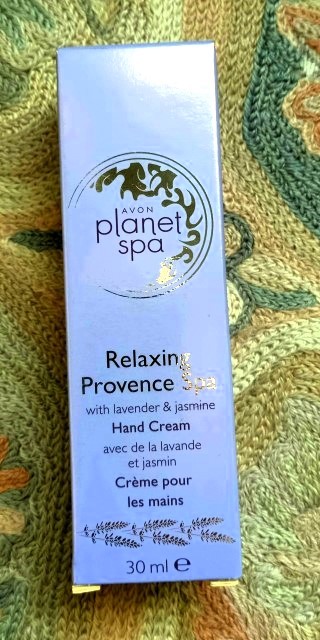 AVON
planet
spa
Relaxing
Provence Spa
with lavender & jasmine
Hand Cream
avec de la lavande
et jasmin
Crème pour
les mains
30 ml e